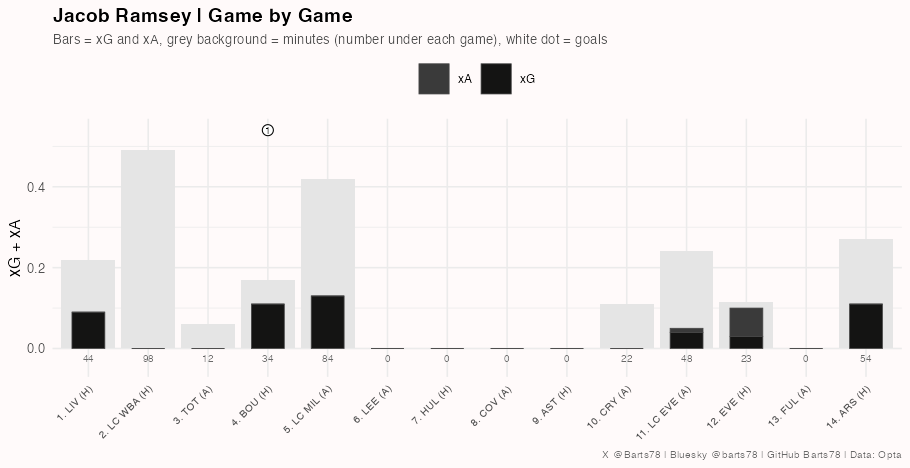 Jacob Ramsey | Game by Game
Bars = xG and xA, grey background = minutes (number under each game), white dot = goals
xA xG
xG + xA
0.4
0.2
0.0
1
44 98 12 34 84 0 0 0 0 22 48 23 0 54
1. LIV (H)
2. LC WBA (H)
3. TOT (A)
4. BOU (H)
5. LC MIL (A)
6. LEE (A)
7. HUL (H)
8. COV (A)
9. AST (H)
10. CRY (A)
11. LC EVE (A)
12. EVE (H)
13. FUL (A)
14. ARS (H)
X @Barts78 | Bluesky @barts78 | GitHub Barts78 | Data: Opta